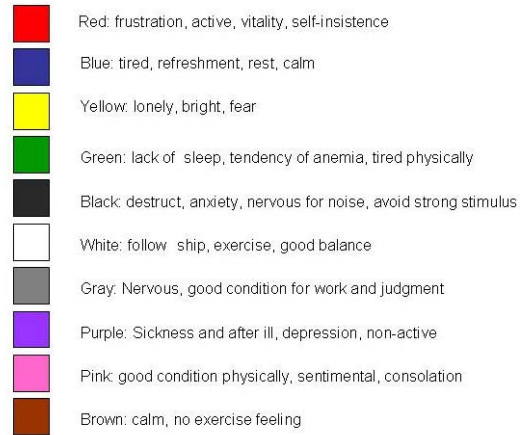 Red: frustration, active, vitality, self-insistence
Blue: tired, refreshment, rest, calm
Yellow: lonely, bright, fear
Green: lack of sleep, tendency of anemia, tired physically
Black: destruct, anxiety, nervous for noise, avoid strong stimulus
White: follow ship, exercise, good balance
Gray: Nervous, good condition for work and judgment
Purple: Sickness and after ill, depression, non-active
Pink: good condition physically, sentimental, consolation
Brown: calm, no exercise feeling